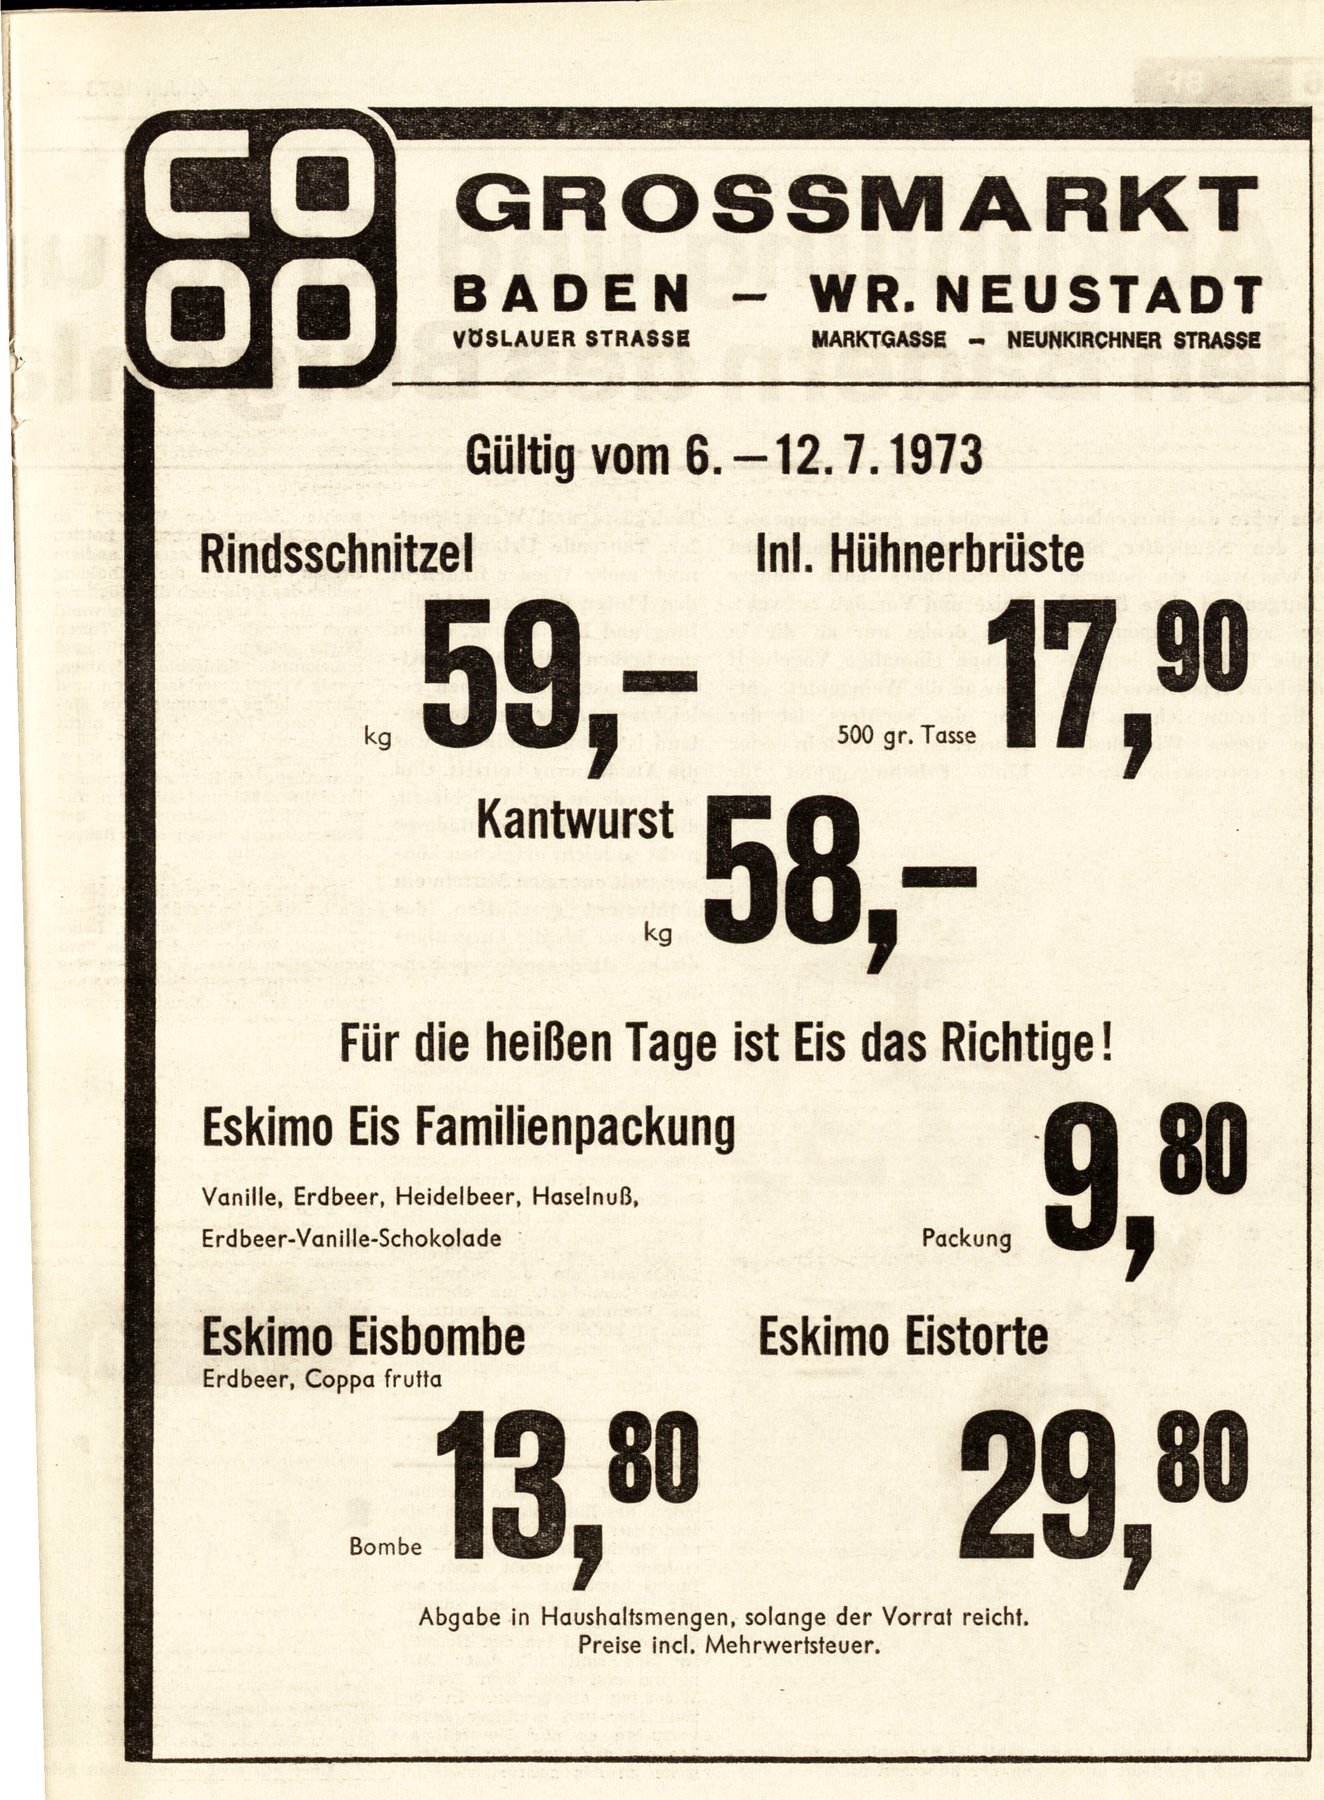 CO
OP
GROSSMARKT
BADEN – WR. NEUSTADT
VÖSLAUER STRASSE MARKTGASSE – NEUNKIRCHNER STRASSE
Gültig vom 6. – 12. 7. 1973
Rindsschnitzel
kg 59,–
Inl. Hühnerbrüste
500 gr. Tasse 17,90
Kantwurst
kg 58,–
Für die heißen Tage ist Eis das Richtige!
Eskimo Eis Familienpackung
Vanille, Erdbeer, Heidelbeer, Haselnuß,
Erdbeer-Vanille-Schokolade
Packung 9,80
Eskimo Eisbombe
Erdbeer, Coppa frutta
Bombe 13,80
Eskimo Eistorte
29,80
Abgabe in Haushaltsmengen, solange der Vorrat reicht.
Preise incl. Mehrwertsteuer.